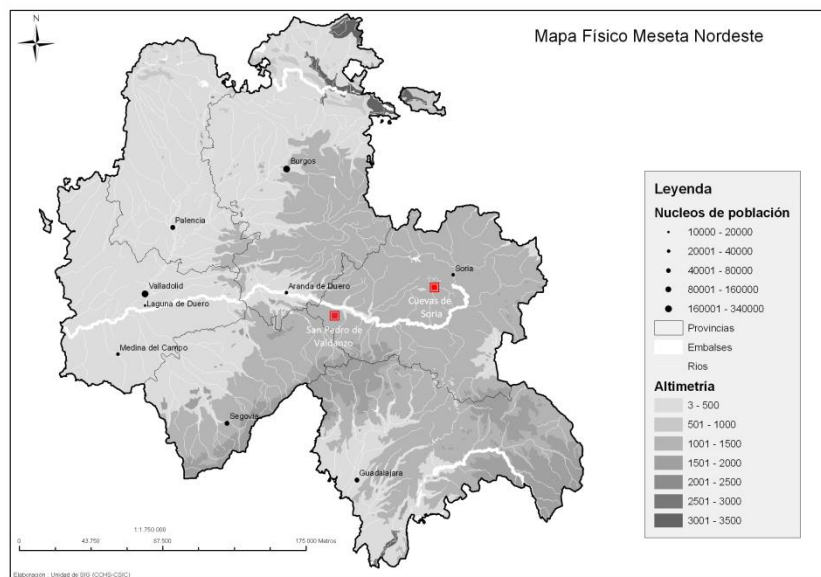 N
Mapa Físico Meseta Nordeste
Burgos
Palencia
Soria
Valladolid
Aranda de Duero
Cuevas de
Soria
Laguna de Duero
San Pedro de
Valdanzo
Medina del Campo
Segovia
Guadalajara
Leyenda
Nucleos de población
10000 - 20000
20001 - 40000
40001 - 80000
80001 - 160000
160001 - 340000
Provincias
Embalses
Rios
Altimetría
3 - 500
501 - 1000
1001 - 1500
1501 - 2000
2001 - 2500
2501 - 3000
3001 - 3500
1:1.750.000
0 43.750 87.500 175.000 Metros
Elaboración : Unidad de SIG (CCHS-CSIC)